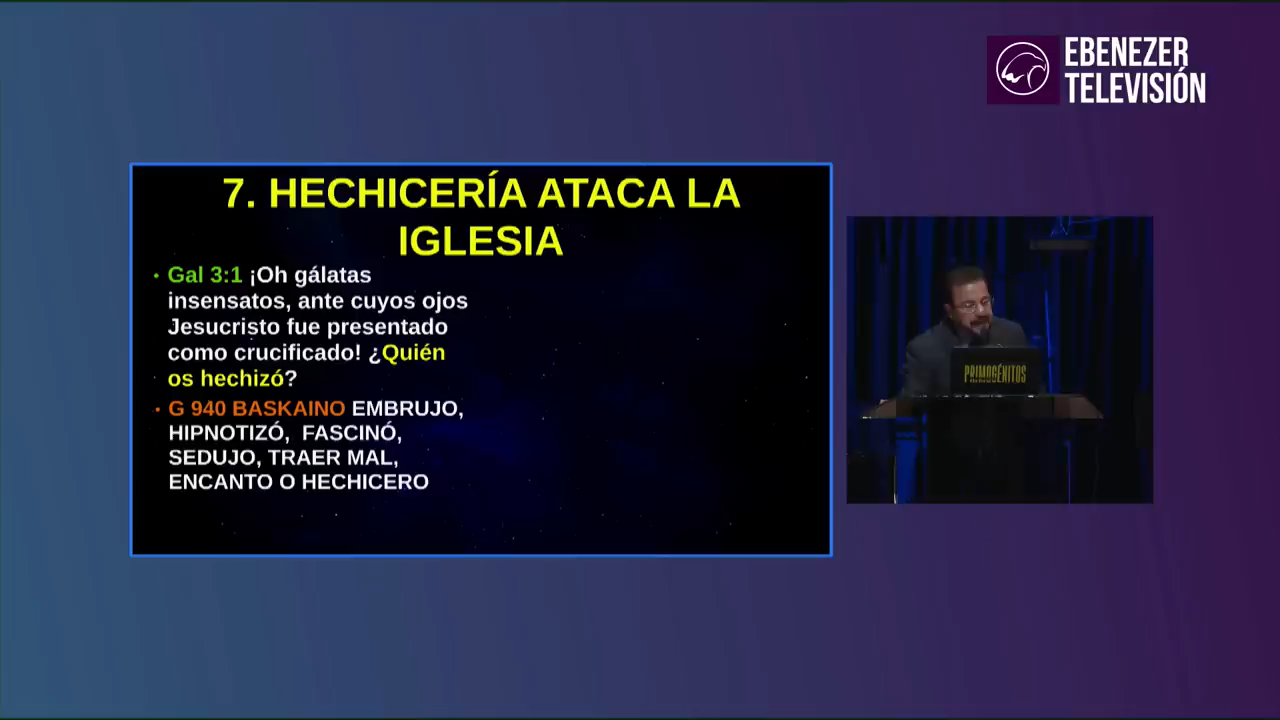 EBENEZER
TELEVISIÓN
7. HECHICERÍA ATACA LA
IGLESIA
• Gal 3:1 ¡Oh gálatas
insensatos, ante cuyos ojos
Jesucristo fue presentado
como crucificado! ¿Quién
os hechizó?
• G 940 BASKAINO EMBRUJO,
HIPNOTIZÓ, FASCINÓ,
SEDUJO, TRAER MAL,
ENCANTO O HECHICERO
PRIMOGÉNITOS